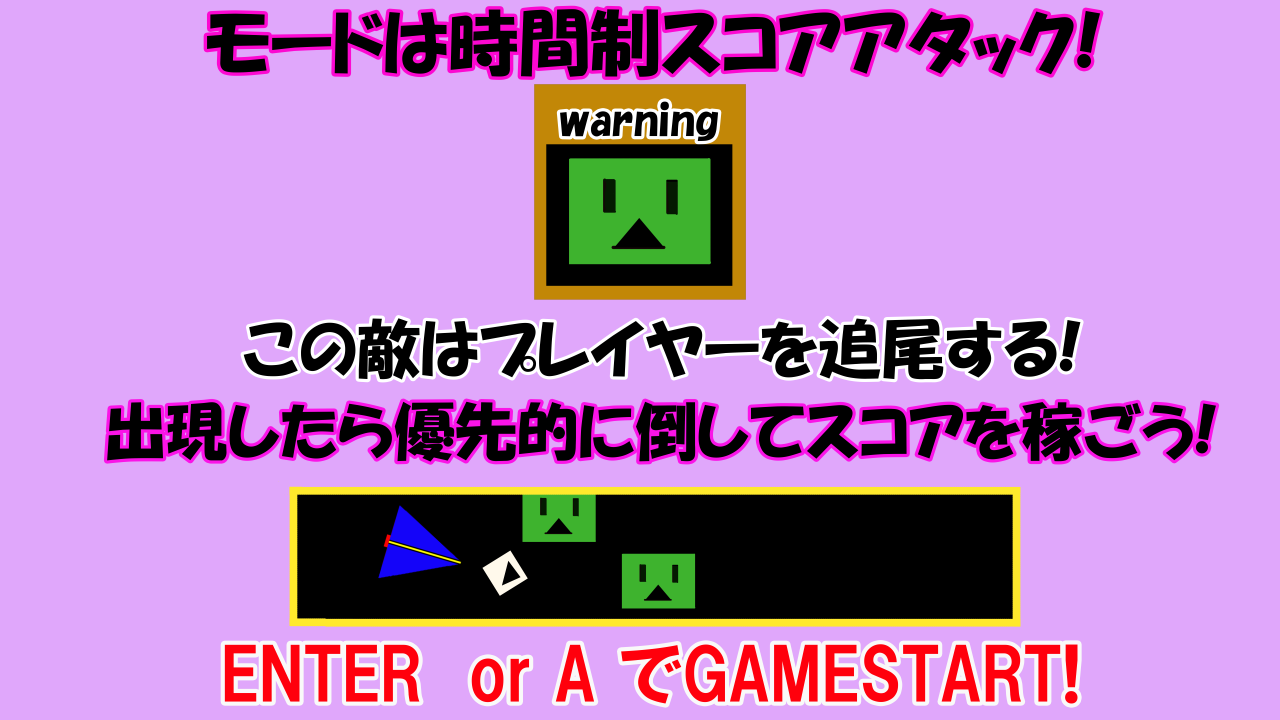 モードは時間制スコアアタック!
warning
この敵はプレイヤーを追尾する!
出現したら優先的に倒してスコアを稼ごう!
ENTER or A でGAMESTART!